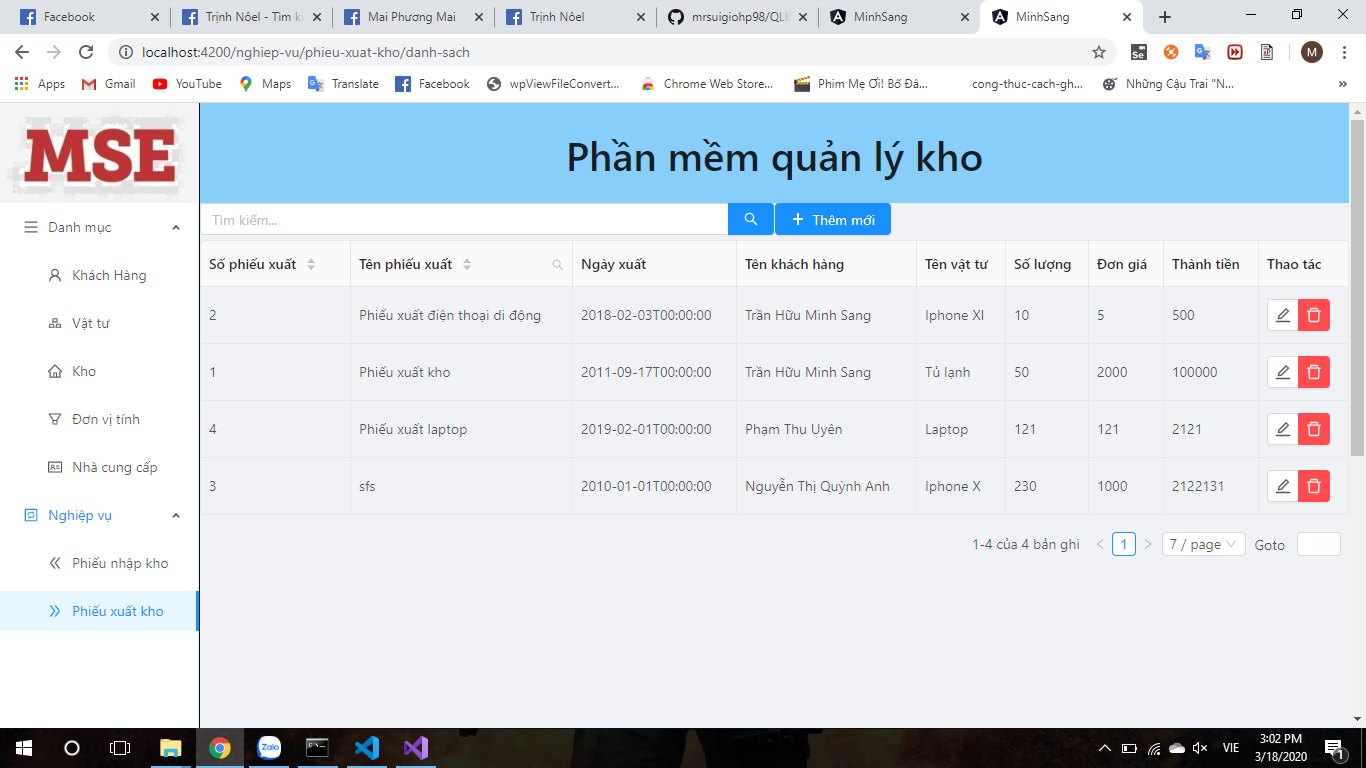 Facebook
Trịnh Nôel - Tìm ki
Mai Phương Mai
Trịnh Nôel
mrsuigiohp98/QLK
MinhSang
MinhSang
localhost:4200/nghiep-vu/phieu-xuat-kho/danh-sach
Se
M
Apps
Gmail
YouTube
Maps
Translate
Facebook
wpViewFileConvert...
Chrome Web Store...
Phim Mẹ Ơi! Bố Đâ...
cong-thuc-cach-gh...
Những Cậu Trai "N...
MSE
Phần mềm quản lý kho
Tìm kiếm...
Thêm mới
Danh mục
Khách Hàng
Vật tư
Kho
Đơn vị tính
Nhà cung cấp
Nghiệp vụ
Phiếu nhập kho
Phiếu xuất kho
Số phiếu xuất Tên phiếu xuất Ngày xuất Tên khách hàng Tên vật tư Số lượng Đơn giá Thành tiền Thao tác
2 Phiếu xuất điện thoại di động 2018-02-03T00:00:00 Trần Hữu Minh Sang Iphone XI 10 5 500
1 Phiếu xuất kho 2011-09-17T00:00:00 Trần Hữu Minh Sang Tủ lạnh 50 2000 100000
4 Phiếu xuất laptop 2019-02-01T00:00:00 Phạm Thu Uyên Laptop 121 121 2121
3 sfs 2010-01-01T00:00:00 Nguyễn Thị Quỳnh Anh Iphone X 230 1000 2122131
1-4 của 4 bản ghi 1 7 / page Goto
Zalo
VIE
3:02 PM
3/18/2020
1